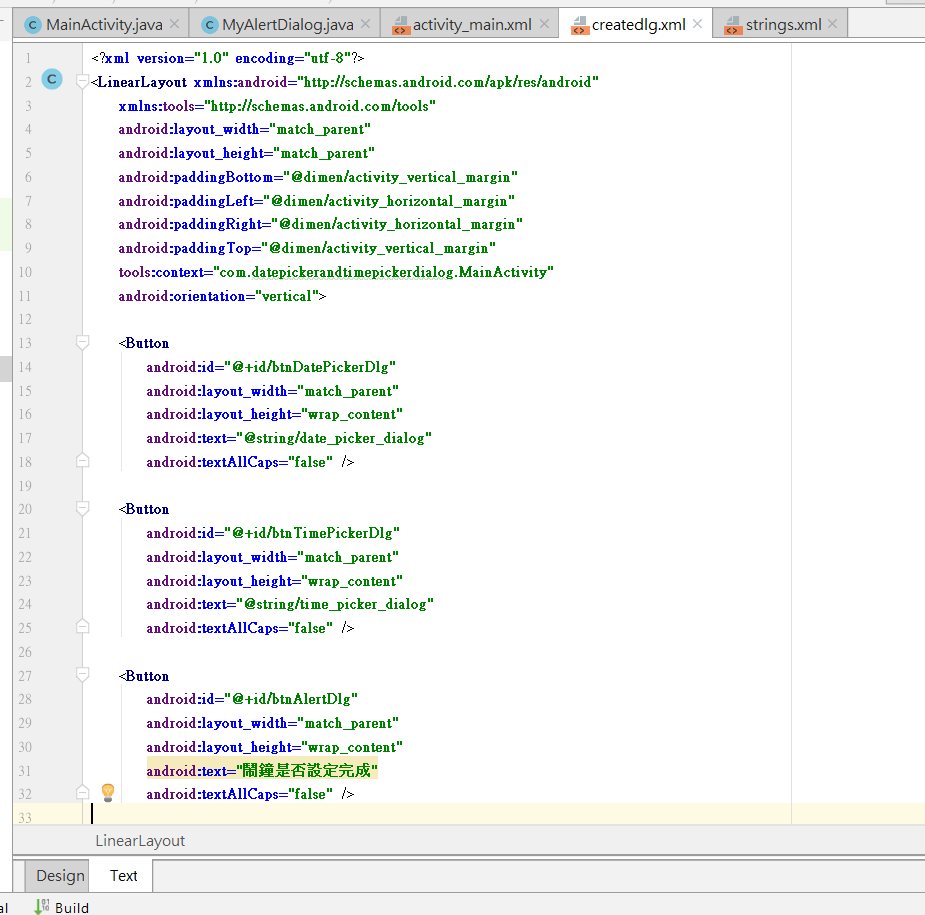 MainActivity.java
MyAlertDialog.java
activity_main.xml
createdlg.xml
strings.xml
1 <?xml version="1.0" encoding="utf-8"?>
2 <LinearLayout xmlns:android="http://schemas.android.com/apk/res/android"
3 xmlns:tools="http://schemas.android.com/tools"
4 android:layout_width="match_parent"
5 android:layout_height="match_parent"
6 android:paddingBottom="@dimen/activity_vertical_margin"
7 android:paddingLeft="@dimen/activity_horizontal_margin"
8 android:paddingRight="@dimen/activity_horizontal_margin"
9 android:paddingTop="@dimen/activity_vertical_margin"
10 tools:context="com.datepickerandtimepickerdialog.MainActivity"
11 android:orientation="vertical">
12
13 <Button
14 android:id="@+id/btnDatePickerDlg"
15 android:layout_width="match_parent"
16 android:layout_height="wrap_content"
17 android:text="@string/date_picker_dialog"
18 android:textAllCaps="false" />
19
20 <Button
21 android:id="@+id/btnTimePickerDlg"
22 android:layout_width="match_parent"
23 android:layout_height="wrap_content"
24 android:text="@string/time_picker_dialog"
25 android:textAllCaps="false" />
26
27 <Button
28 android:id="@+id/btnAlertDlg"
29 android:layout_width="match_parent"
30 android:layout_height="wrap_content"
31 android:text="鬧鐘是否設定完成"
32 android:textAllCaps="false" />
33
LinearLayout
Design
Text
al
Build